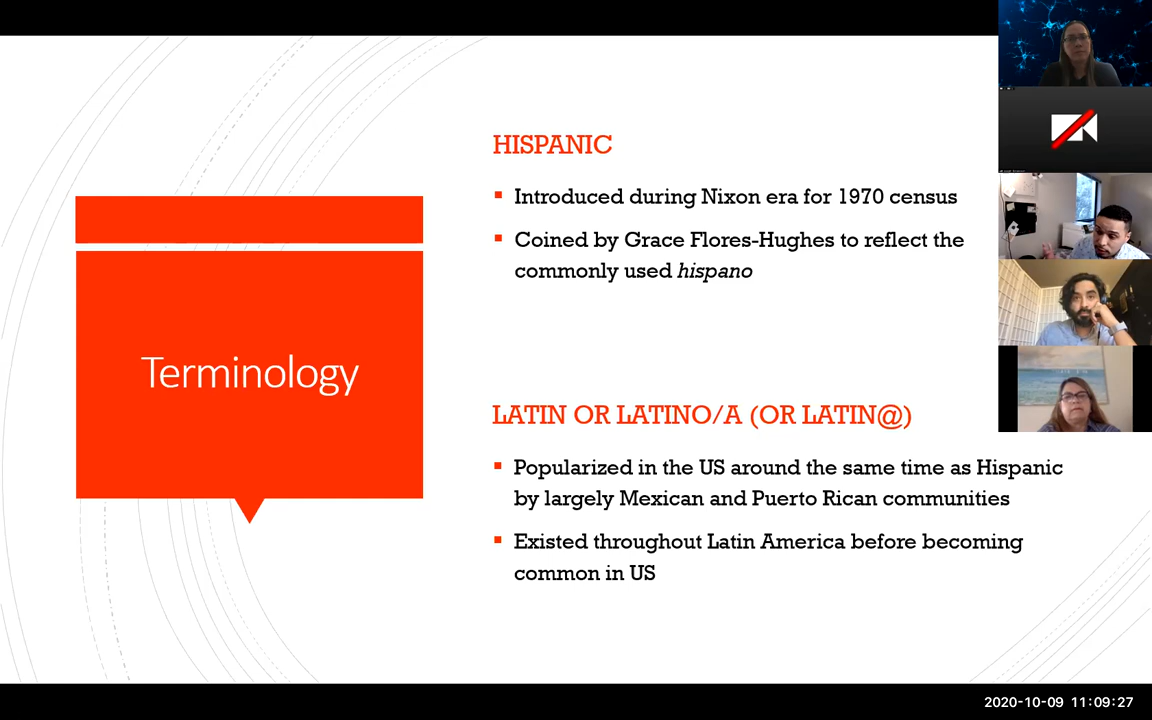 Terminology
HISPANIC
▪ Introduced during Nixon era for 1970 census
▪ Coined by Grace Flores-Hughes to reflect the
commonly used hispano
LATIN OR LATINO/A (OR LATIN@)
▪ Popularized in the US around the same time as Hispanic
by largely Mexican and Puerto Rican communities
▪ Existed throughout Latin America before becoming
common in US
2020-10-09 11:09:27